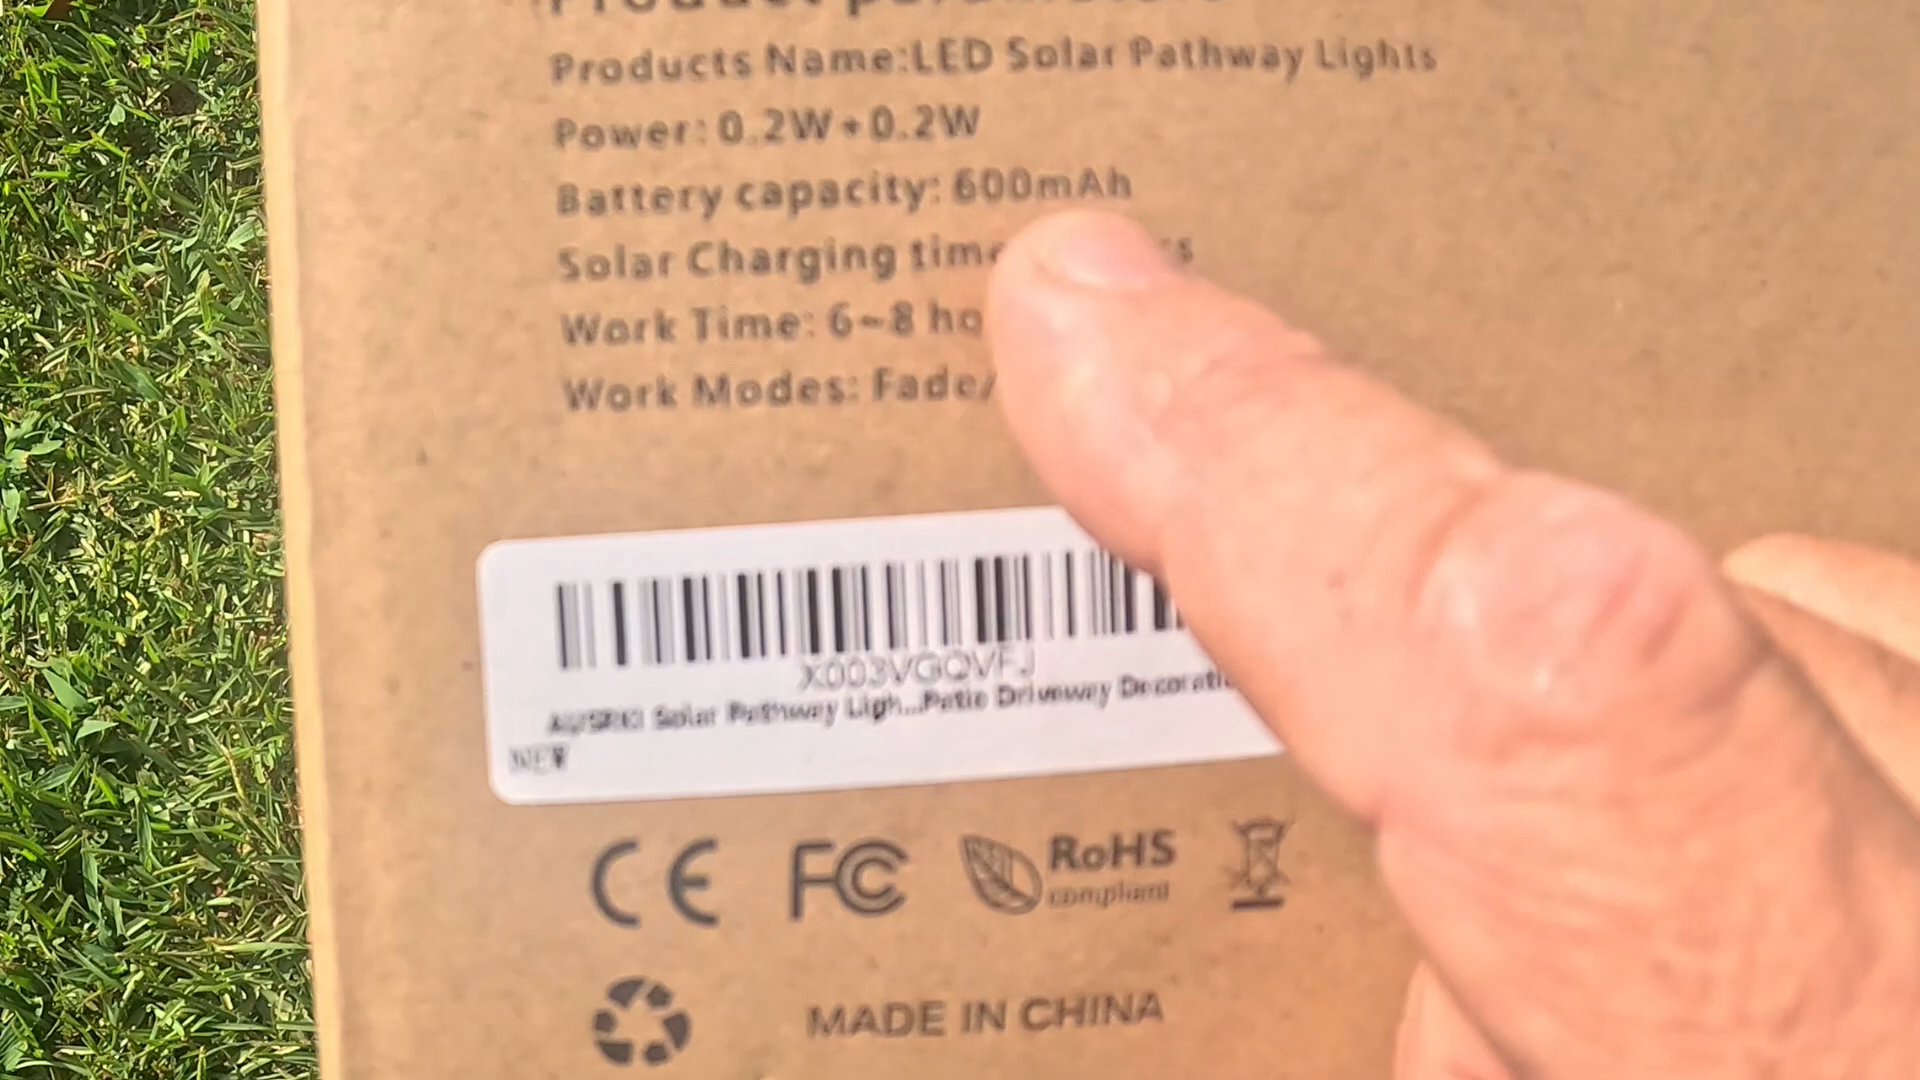 Product
Products Name:LED Solar Pathway Lights
Power: 0.2W+0.2W
Battery capacity: 600mAh
Solar Charging
Work Time: 6~8
Work Modes: Fade/
X003VGQVFJ
Solar Pathway Ligh...Patio Driveway
NEW
CE FC RoHS
compliant
MADE IN CHINA